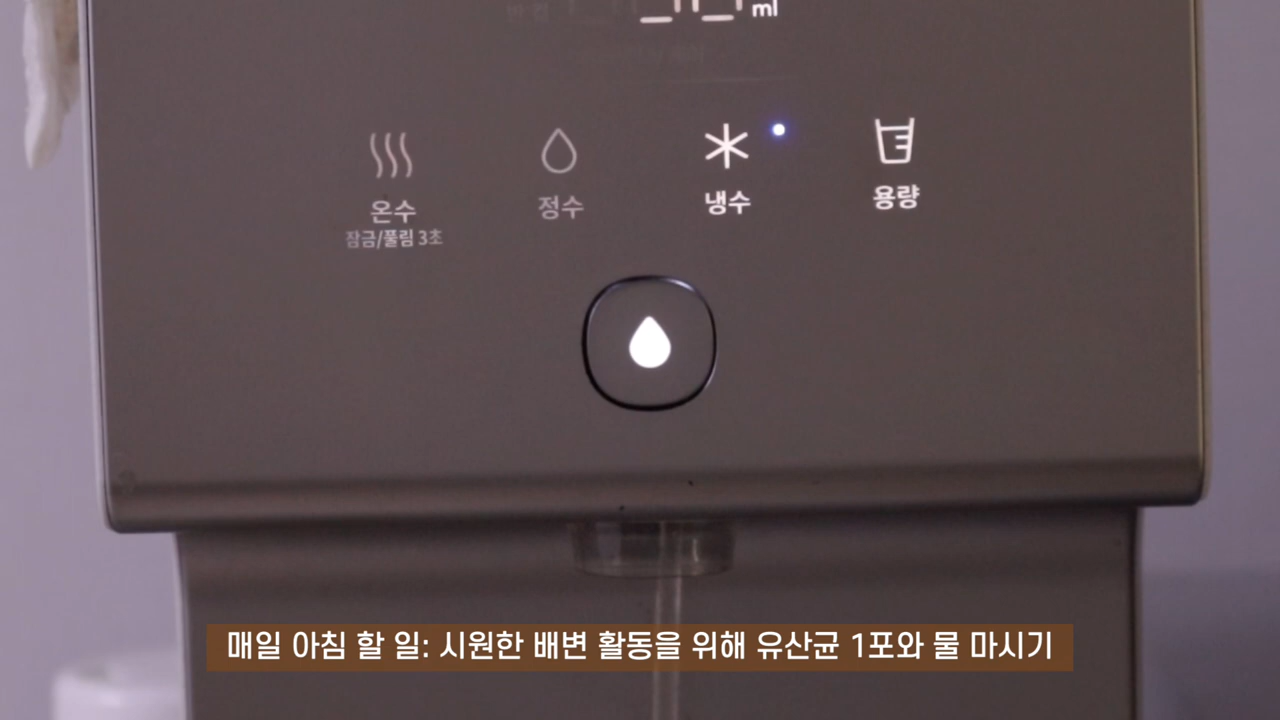 ml
온수
잠금/풀림 3초
정수
냉수
용량
매일 아침 할 일: 시원한 배변 활동을 위해 유산균 1포와 물 마시기